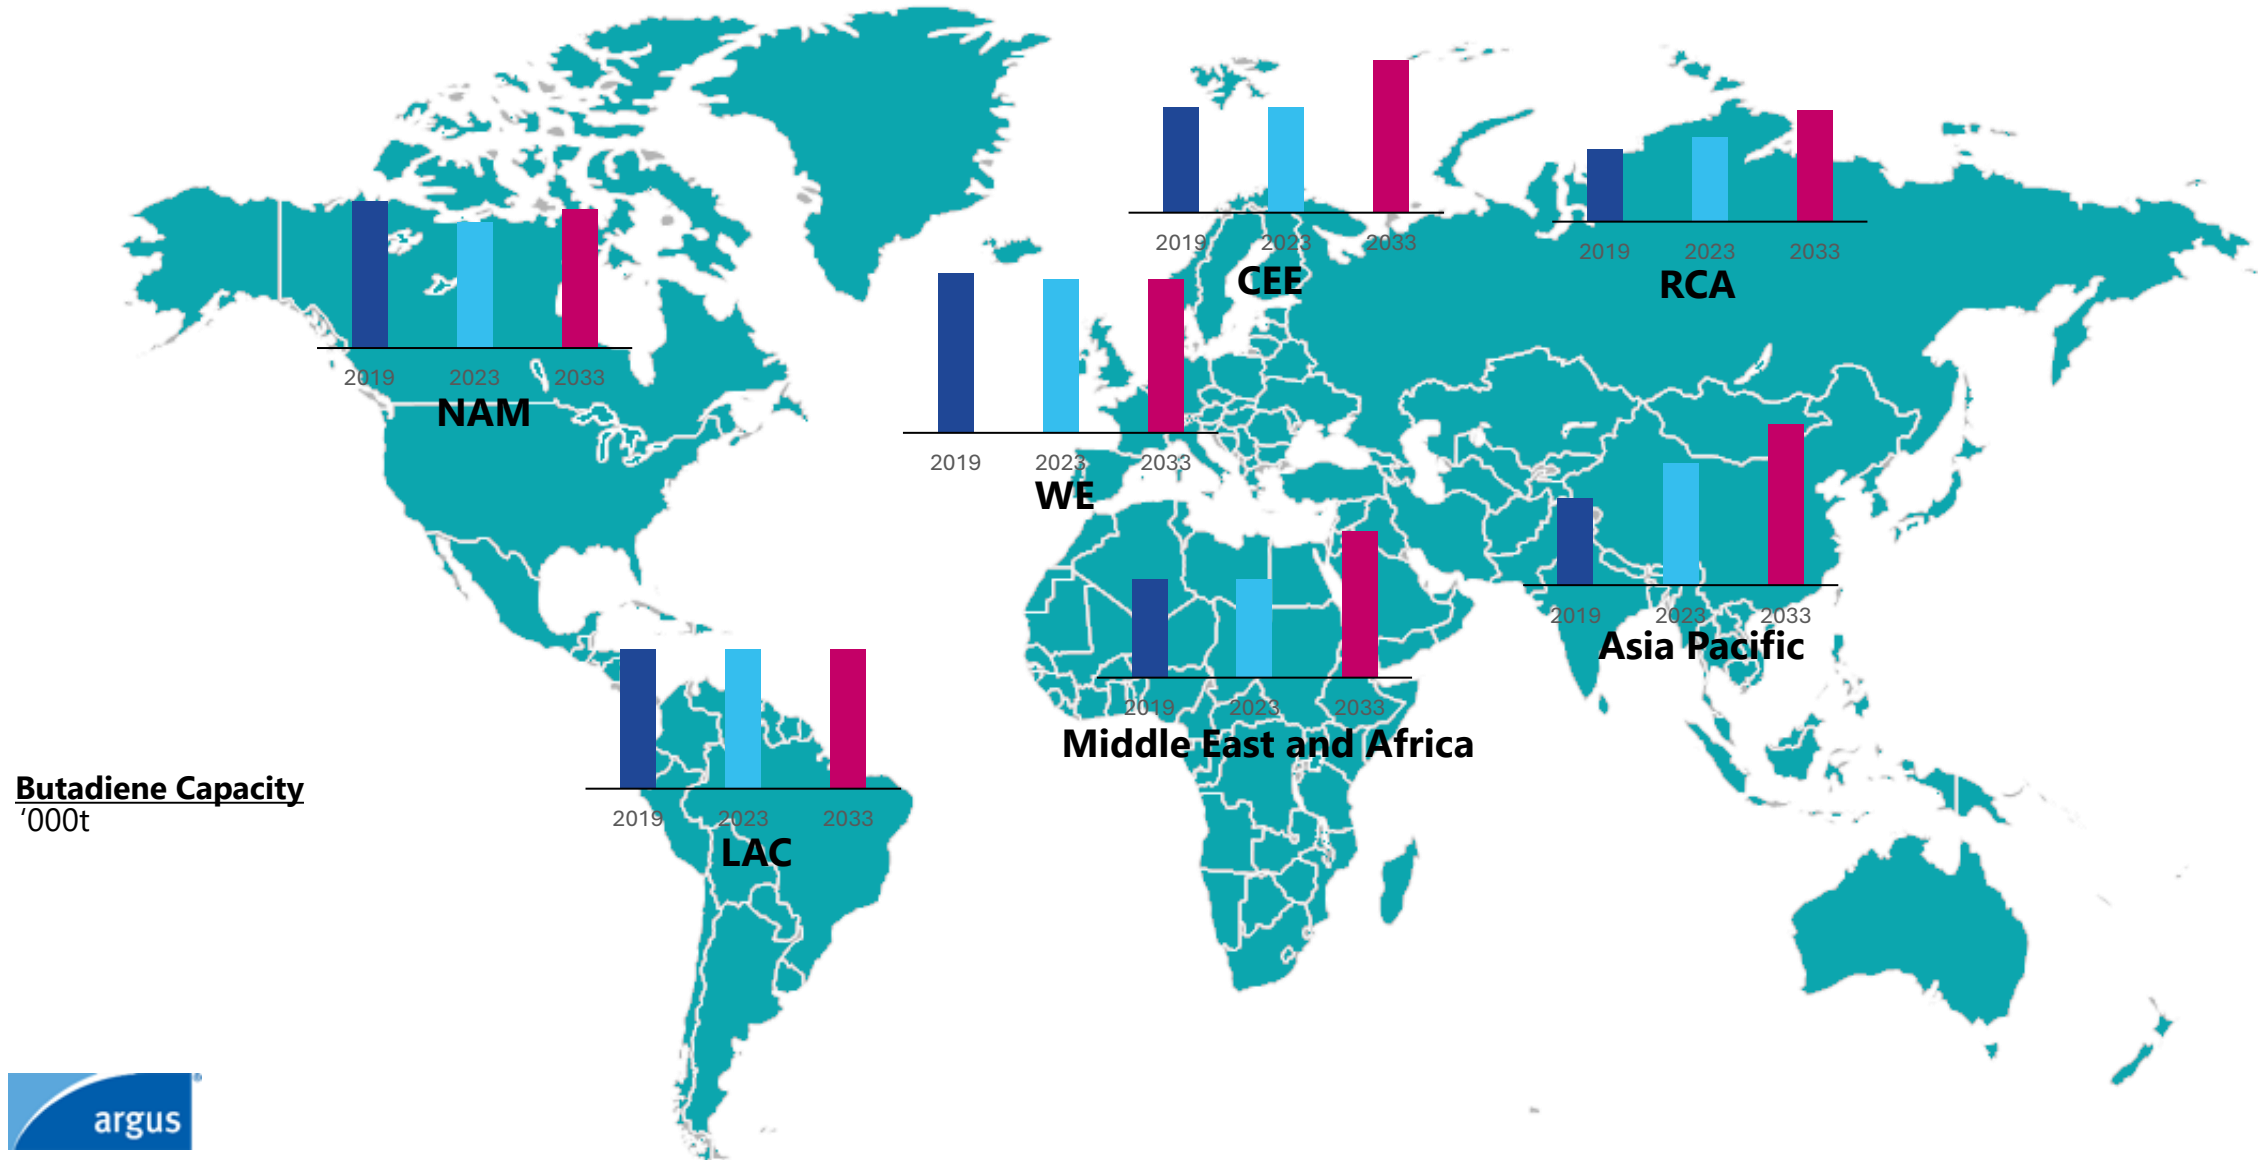 2019 2023 2033
CEE
2019 2023 2033
RCA
2019 2023 2033
NAM
2019 2023 2033
WE
2019 2023 2033
Asia Pacific
2019 2023 2033
Middle East and Africa
2019 2023 2033
LAC
Butadiene Capacity
‘000t
argus